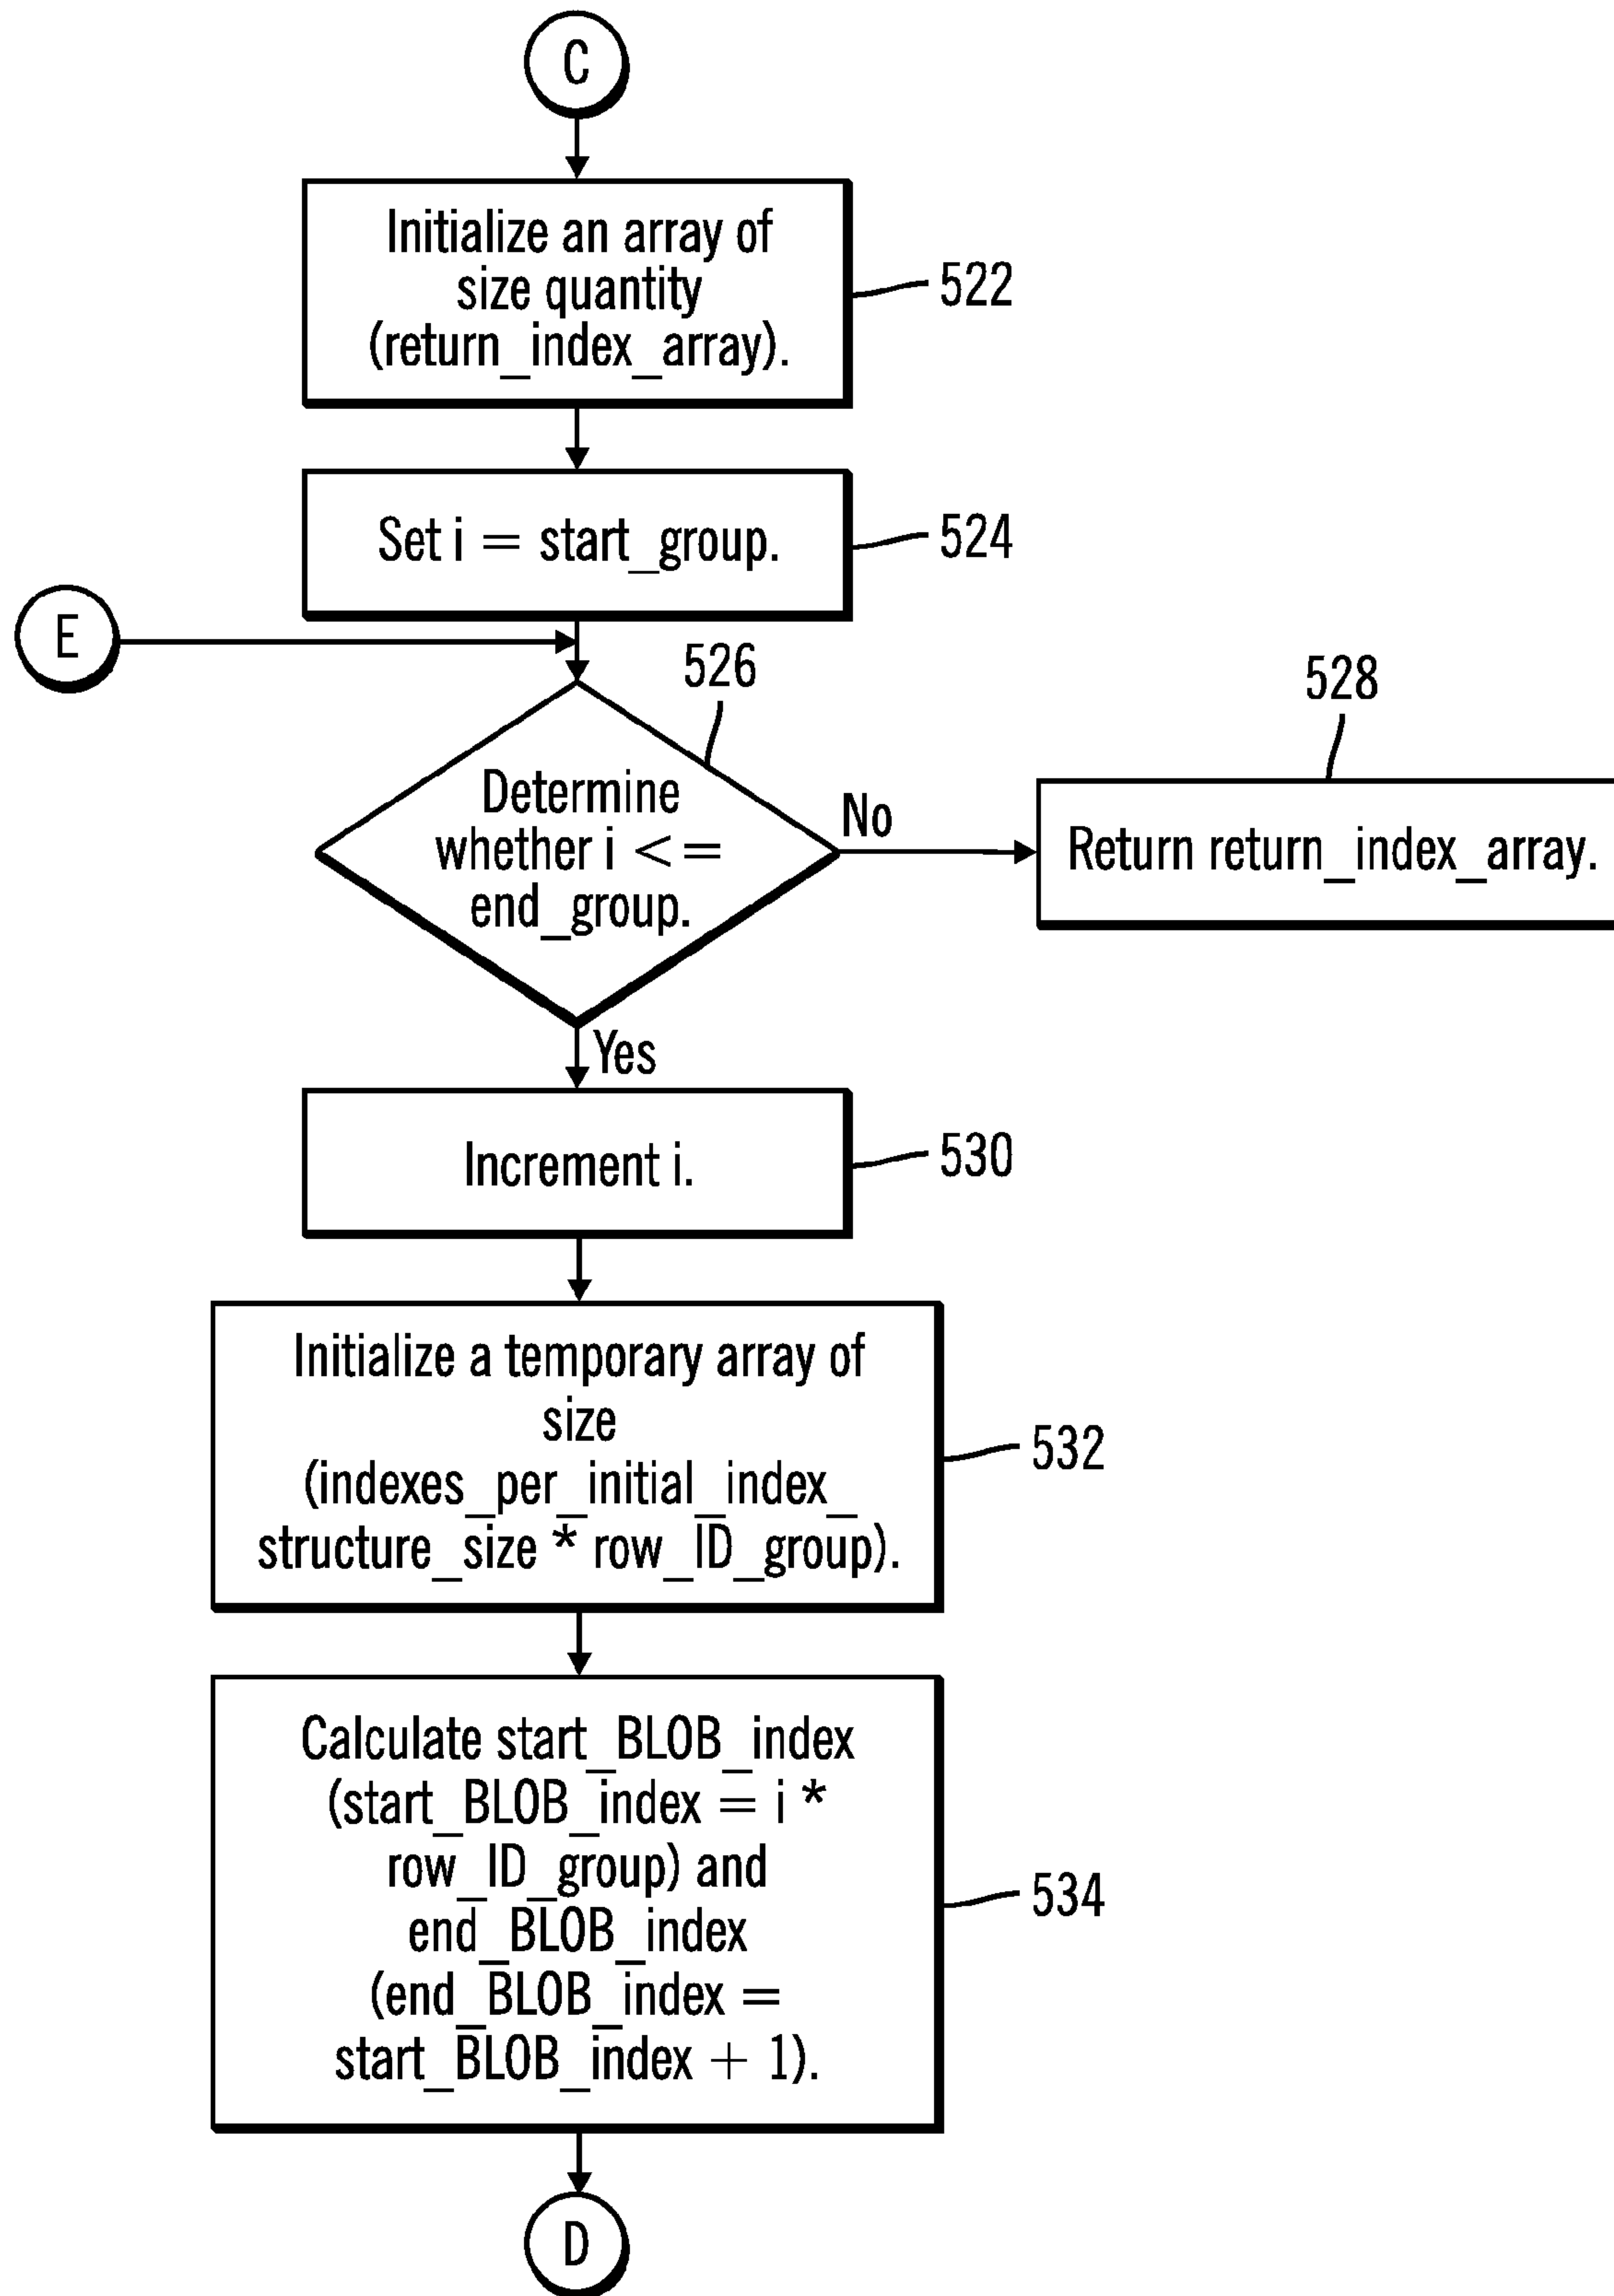 C
Initialize an array of
size quantity
(return_index_array).
522
Set i = start_group.
524
E
526
528
Determine
whether i <=
end_group.
No
Return return_index_array.
Yes
Increment i.
530
Initialize a temporary array of
size
(indexes_per_initial_index_
structure_size * row_ID_group).
532
Calculate start_BLOB_index
(start_BLOB_index = i *
row_ID_group) and
end_BLOB_index
(end_BLOB_index =
start_BLOB_index + 1).
534
D